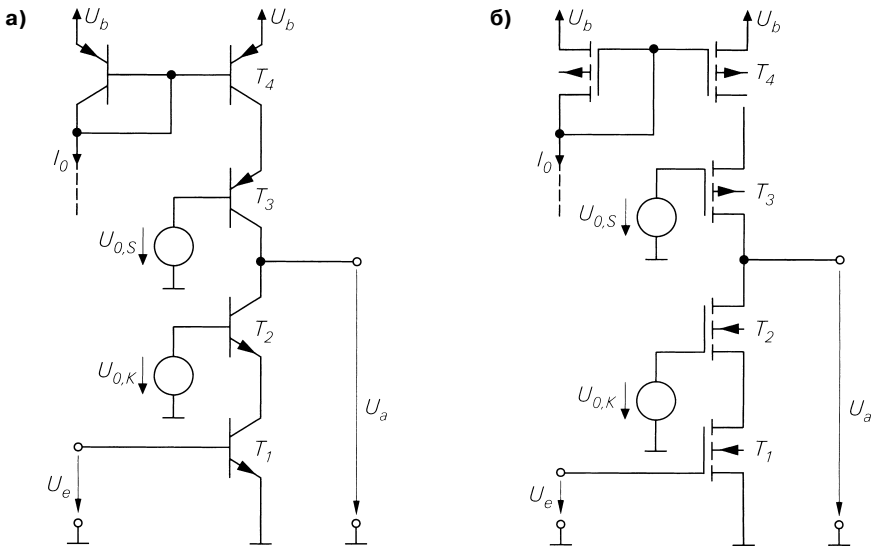 а)
U_b
U_b
T_4
I_0
T_3
U_{0,S}
T_2
U_{0,K}
U_a
T_1
U_e
б)
U_b
U_b
T_4
I_0
T_3
U_{0,S}
T_2
U_{0,K}
U_a
T_1
U_e